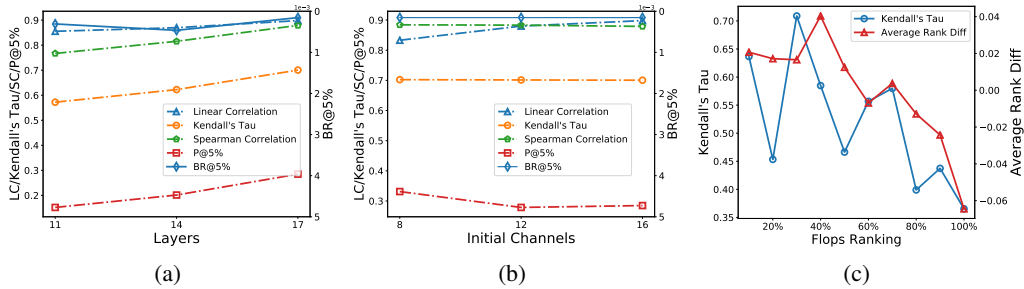 1e−3
0.9
0.8
0.7
0.6
0.5
0.4
0.3
0.2
LC/Kendall's Tau/SC/P@5%
0
1
2
3
4
5
BR@5%
Linear Correlation
Kendall's Tau
Spearman Correlation
P@5%
BR@5%
11
14
17
Layers
(a)
1e−3
0.9
0.8
0.7
0.6
0.5
0.4
0.3
LC/Kendall's Tau/SC/P@5%
0
1
2
3
4
5
BR@5%
Linear Correlation
Kendall's Tau
Spearman Correlation
P@5%
BR@5%
8
12
16
Initial Channels
(b)
0.70
0.65
0.60
0.55
0.50
0.45
0.40
0.35
Kendall's Tau
Kendall's Tau
Average Rank Diff
0.04
0.02
0.00
−0.02
−0.04
−0.06
Average Rank Diff
20%
40%
60%
80%
100%
Flops Ranking
(c)